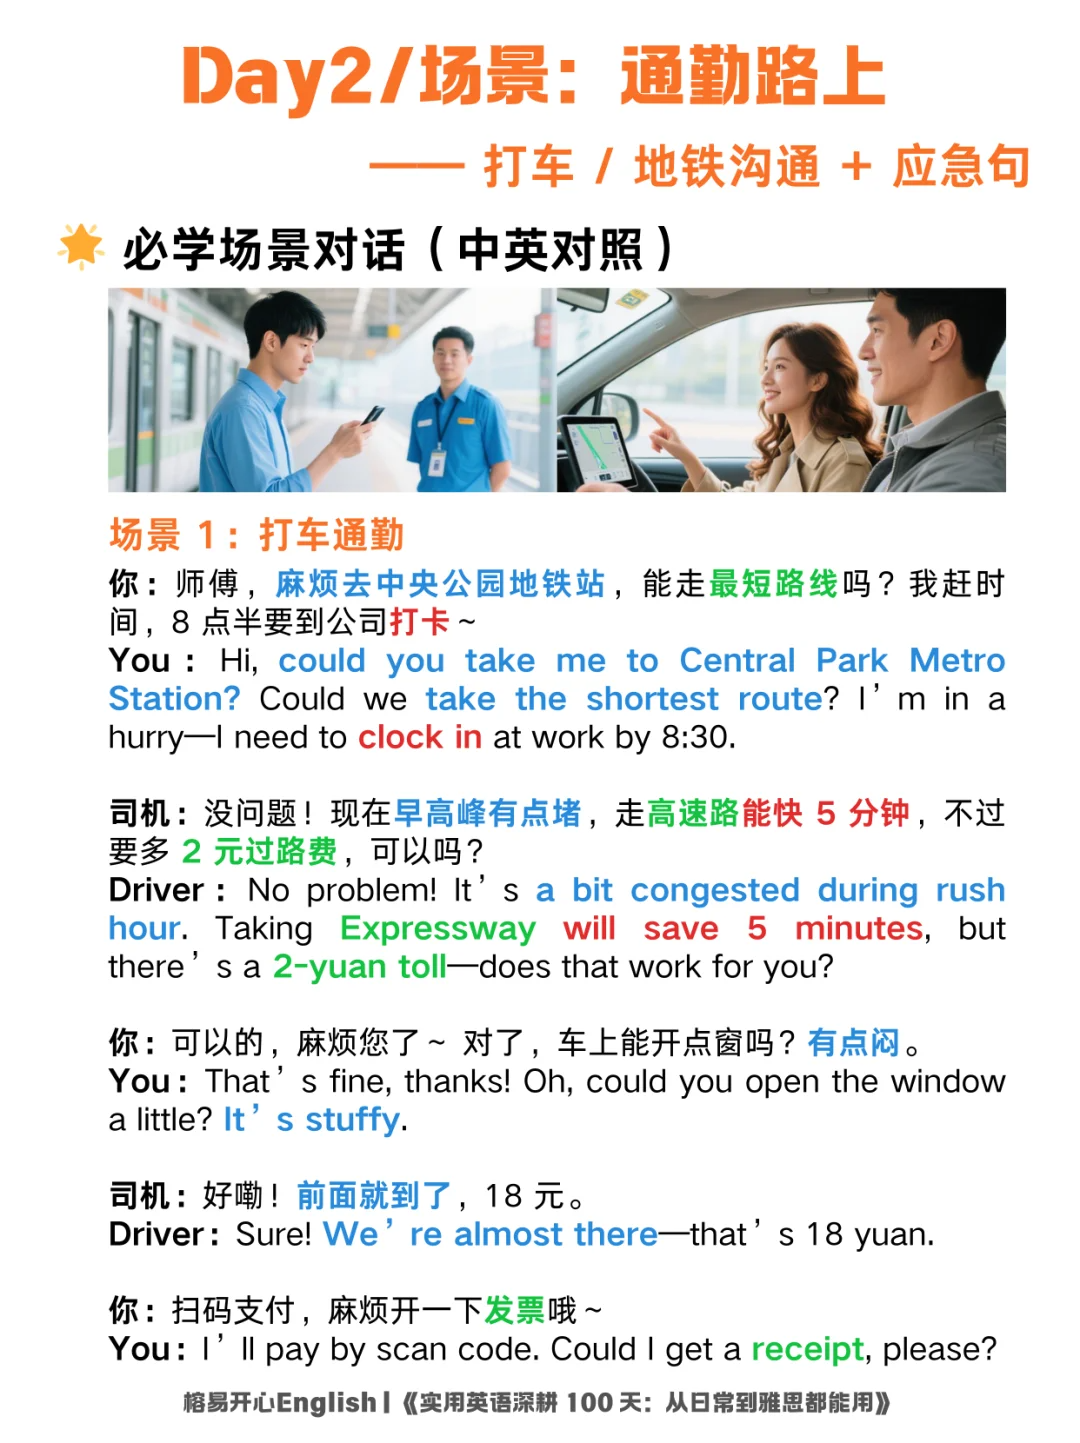 Day2/场景：通勤路上
—— 打车 / 地铁沟通 + 应急句
必学场景对话（中英对照）
场景 1：打车通勤
你：师傅，麻烦去中央公园地铁站，能走最短路线吗？我赶时
间，8 点半要到公司打卡～
You：Hi, could you take me to Central Park Metro
Station? Could we take the shortest route? I’m in a
hurry—I need to clock in at work by 8:30.
司机：没问题！现在早高峰有点堵，走高速路能快 5 分钟，不过
要多 2 元过路费，可以吗？
Driver：No problem! It’s a bit congested during rush
hour. Taking Expressway will save 5 minutes, but
there’s a 2-yuan toll—does that work for you?
你：可以的，麻烦您了～ 对了，车上能开点窗吗？有点闷。
You：That’s fine, thanks! Oh, could you open the window
a little? It’s stuffy.
司机：好嘞！前面就到了，18 元。
Driver：Sure! We’re almost there—that’s 18 yuan.
你：扫码支付，麻烦开一下发票哦～
You：I’ll pay by scan code. Could I get a receipt, please?
榕易开心English |《实用英语深耕 100 天：从日常到雅思都能用》